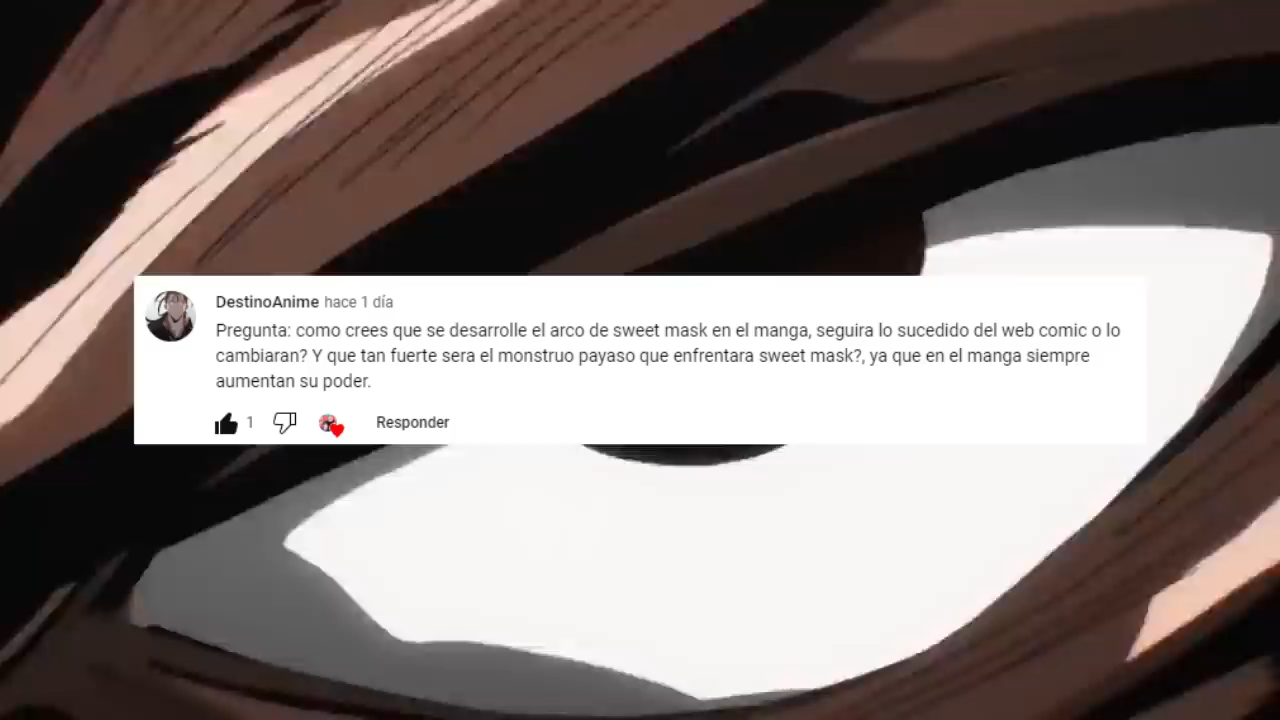 DestinoAnime hace 1 día
Pregunta: como crees que se desarrolle el arco de sweet mask en el manga, seguira lo sucedido del web comic o lo
cambiaran? Y que tan fuerte sera el monstruo payaso que enfrentara sweet mask?, ya que en el manga siempre
aumentan su poder.
1 Responder